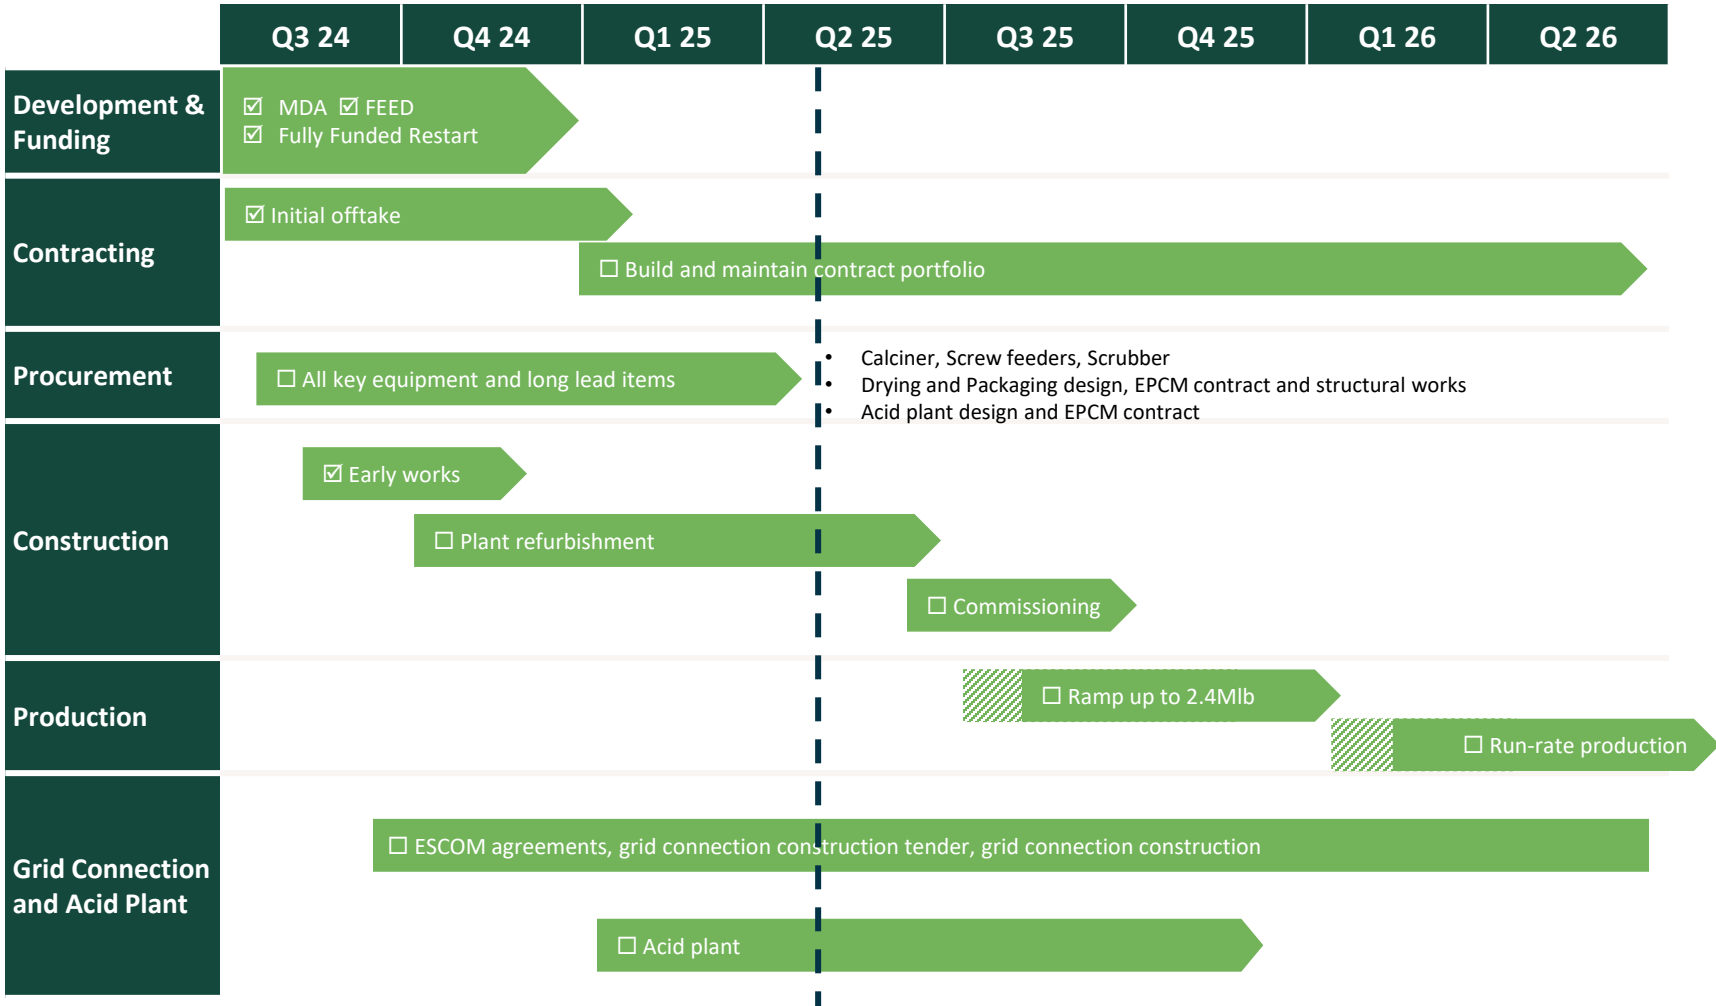 Q3 24 Q4 24 Q1 25 Q2 25 Q3 25 Q4 25 Q1 26 Q2 26
Development &
Funding
☑ MDA ☑ FEED
☑ Fully Funded Restart
Contracting
☑ Initial offtake
☐ Build and maintain contract portfolio
Procurement
☐ All key equipment and long lead items
• Calciner, Screw feeders, Scrubber
• Drying and Packaging design, EPCM contract and structural works
• Acid plant design and EPCM contract
Construction
☑ Early works
☐ Plant refurbishment
☐ Commissioning
Production
☐ Ramp up to 2.4Mlb
☐ Run-rate production
Grid Connection
and Acid Plant
☐ ESCOM agreements, grid connection construction tender, grid connection construction
☐ Acid plant